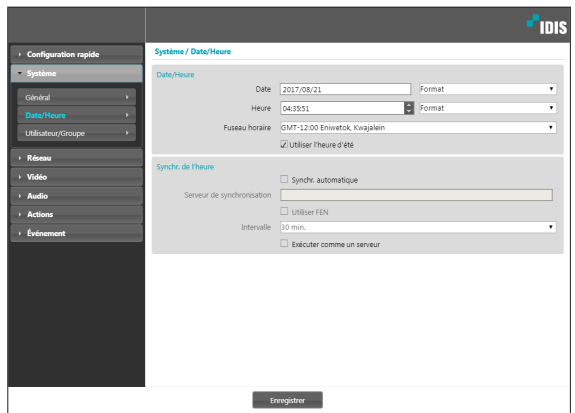 IDIS
Configuration rapide
Système
Général
Date/Heure
Utilisateur/Groupe
Réseau
Vidéo
Audio
Actions
Événement
Système / Date/Heure
Date/Heure
Date 2017/08/21 Format
Heure 04:35:51 Format
Fuseau horaire GMT-12:00 Eniwetok, Kwajalein
Utiliser l'heure d'été
Synchr. de l'heure
Synchr. automatique
Serveur de synchronisation
Utiliser FEN
Intervalle 30 min.
Exécuter comme un serveur
Enregistrer